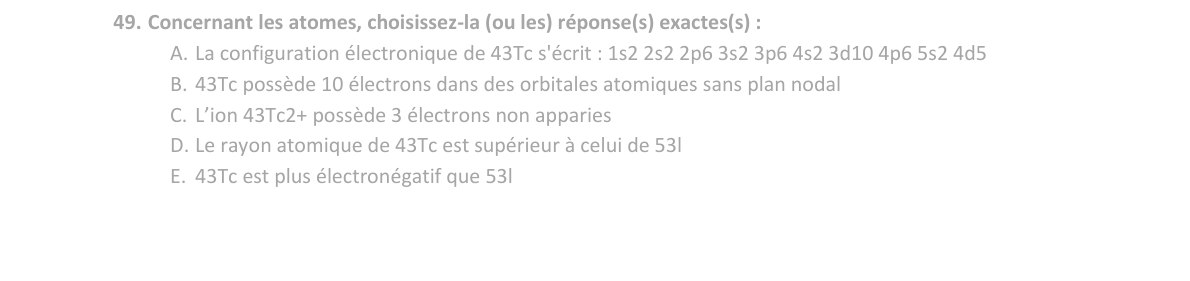 49. Concernant les atomes, choisissez-la (ou les) réponse(s) exactes(s) :
A. La configuration électronique de 43Tc s'écrit : 1s2 2s2 2p6 3s2 3p6 4s2 3d10 4p6 5s2 4d5
B. 43Tc possède 10 électrons dans des orbitales atomiques sans plan nodal
C. L’ion 43Tc2+ possède 3 électrons non apparies
D. Le rayon atomique de 43Tc est supérieur à celui de 53l
E. 43Tc est plus électronégatif que 53l